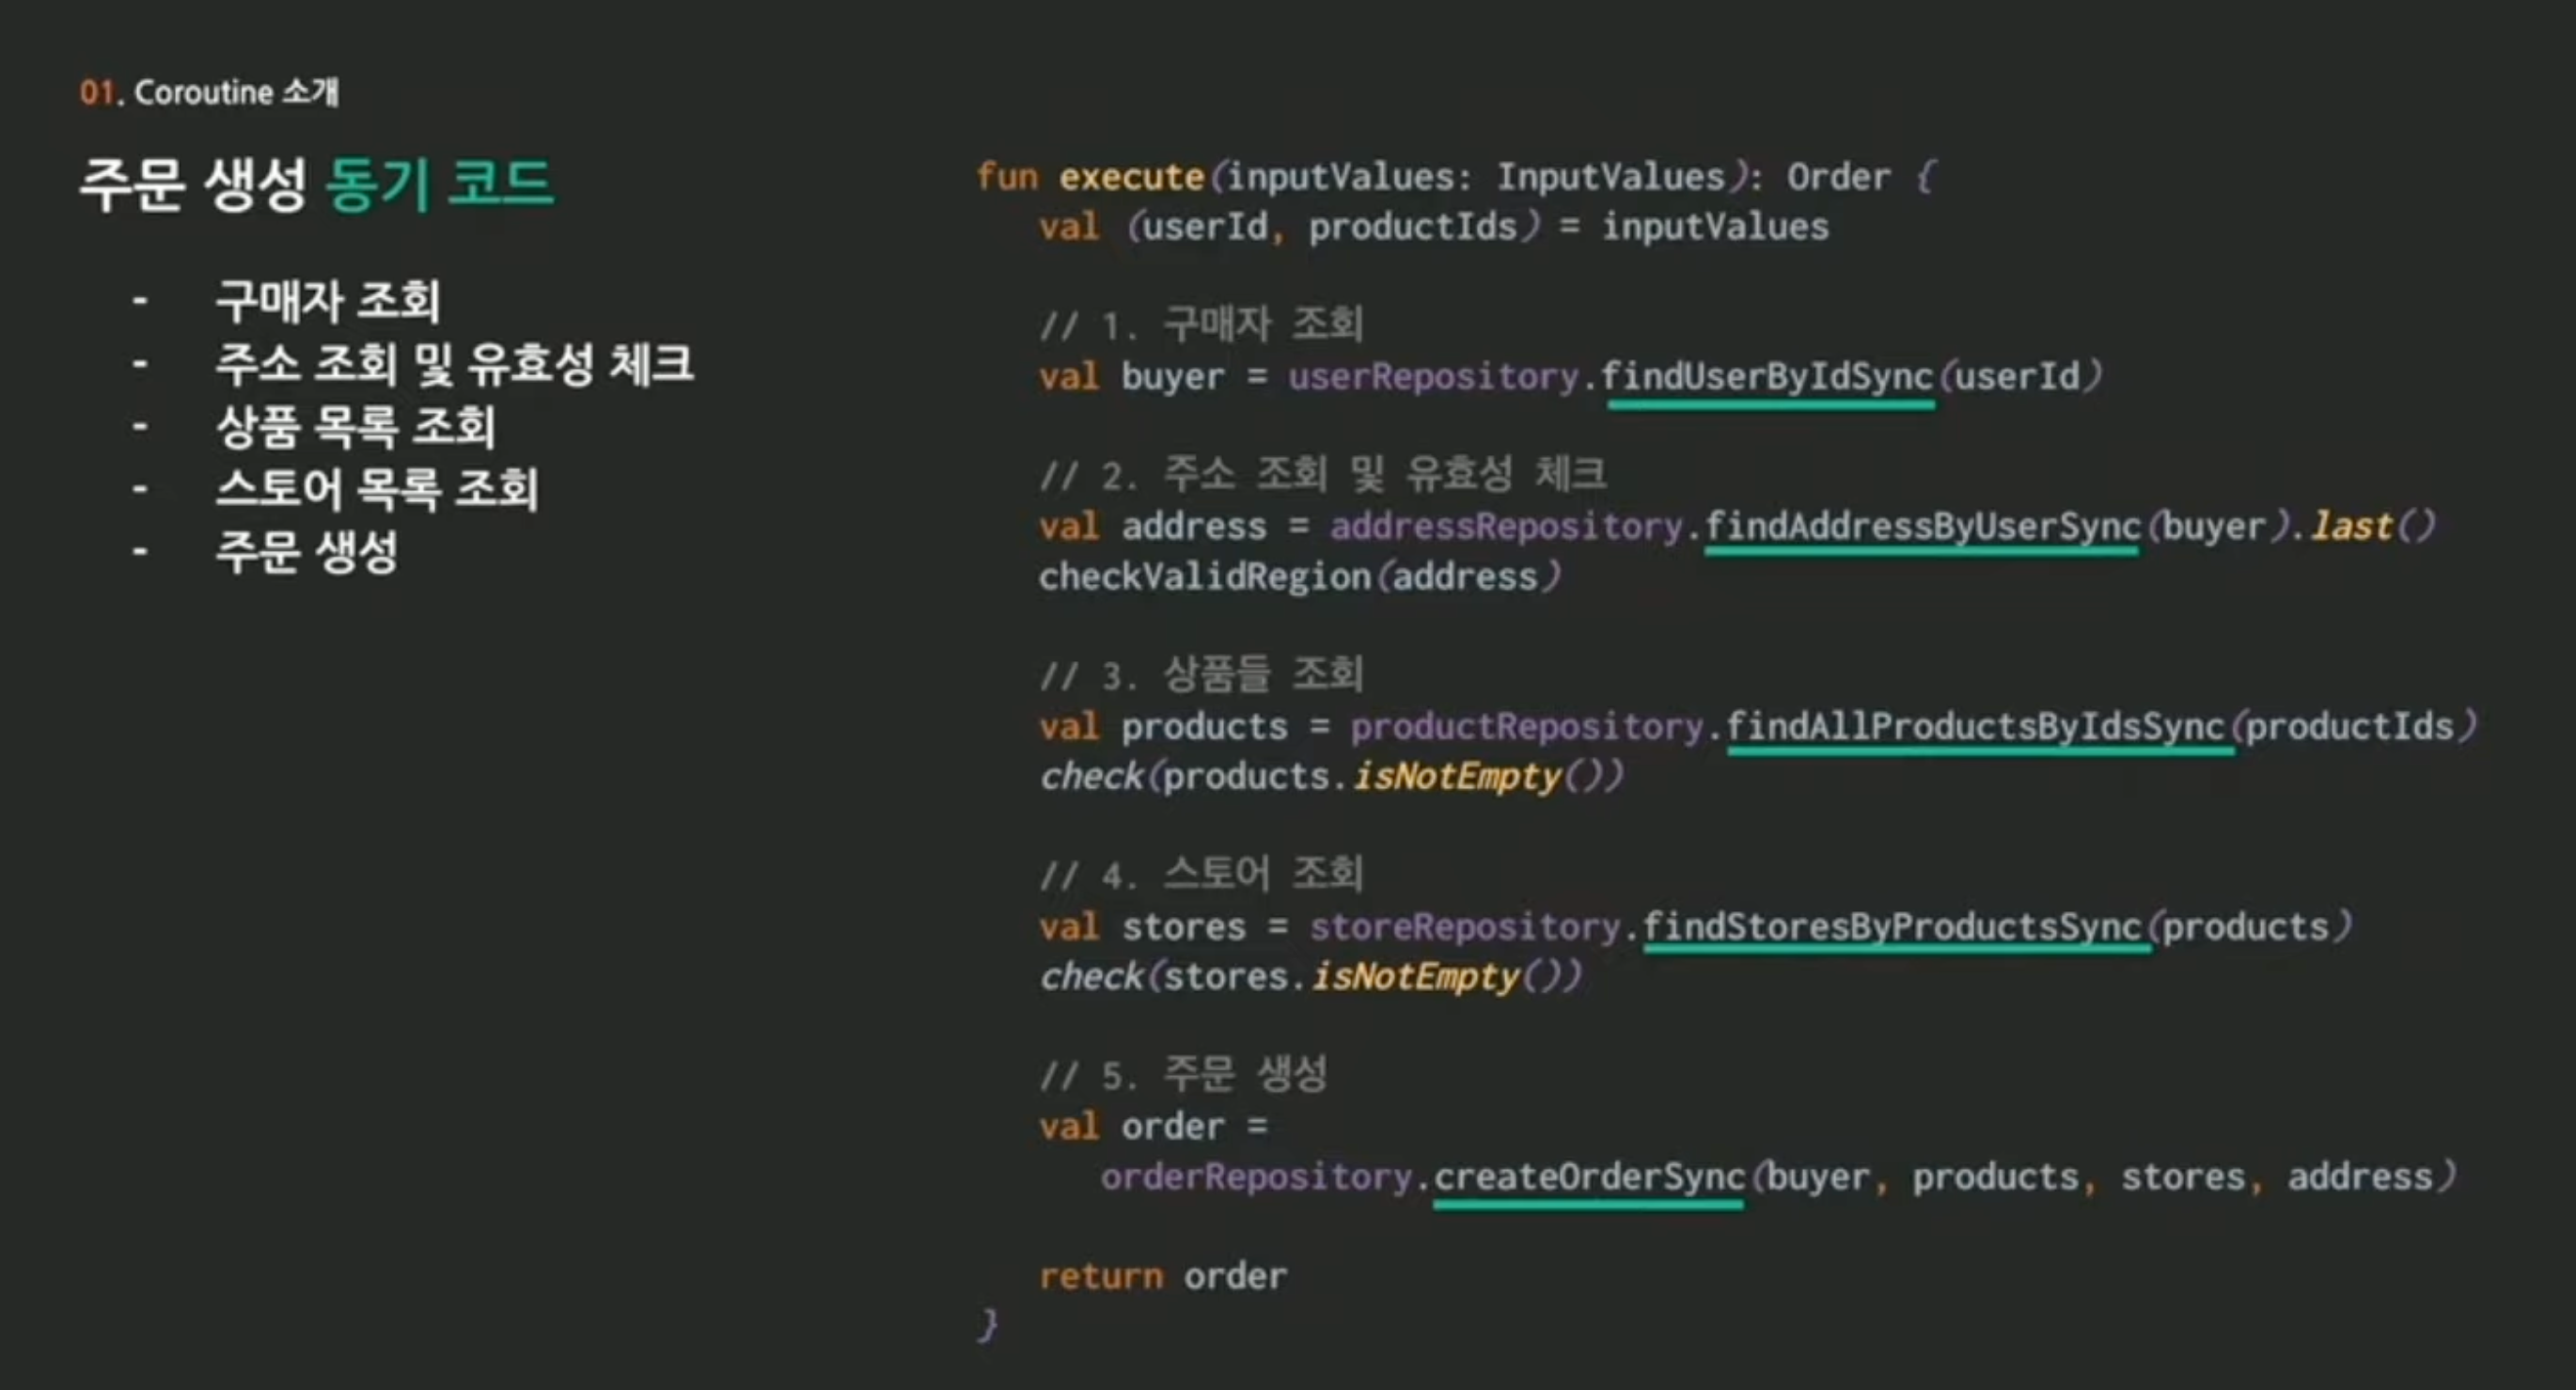 01. Coroutine 소개
주문 생성 동기 코드
- 구매자 조회
- 주소 조회 및 유효성 체크
- 상품 목록 조회
- 스토어 목록 조회
- 주문 생성
fun execute(inputValues: InputValues): Order {
val (userId, productIds) = inputValues
// 1. 구매자 조회
val buyer = userRepository.findUserByIdSync(userId)
// 2. 주소 조회 및 유효성 체크
val address = addressRepository.findAddressByUserSync(buyer).last()
checkValidRegion(address)
// 3. 상품들 조회
val products = productRepository.findAllProductsByIdsSync(productIds)
check(products.isNotEmpty())
// 4. 스토어 조회
val stores = storeRepository.findStoresByProductsSync(products)
check(stores.isNotEmpty())
// 5. 주문 생성
val order =
orderRepository.createOrderSync(buyer, products, stores, address)
return order
}